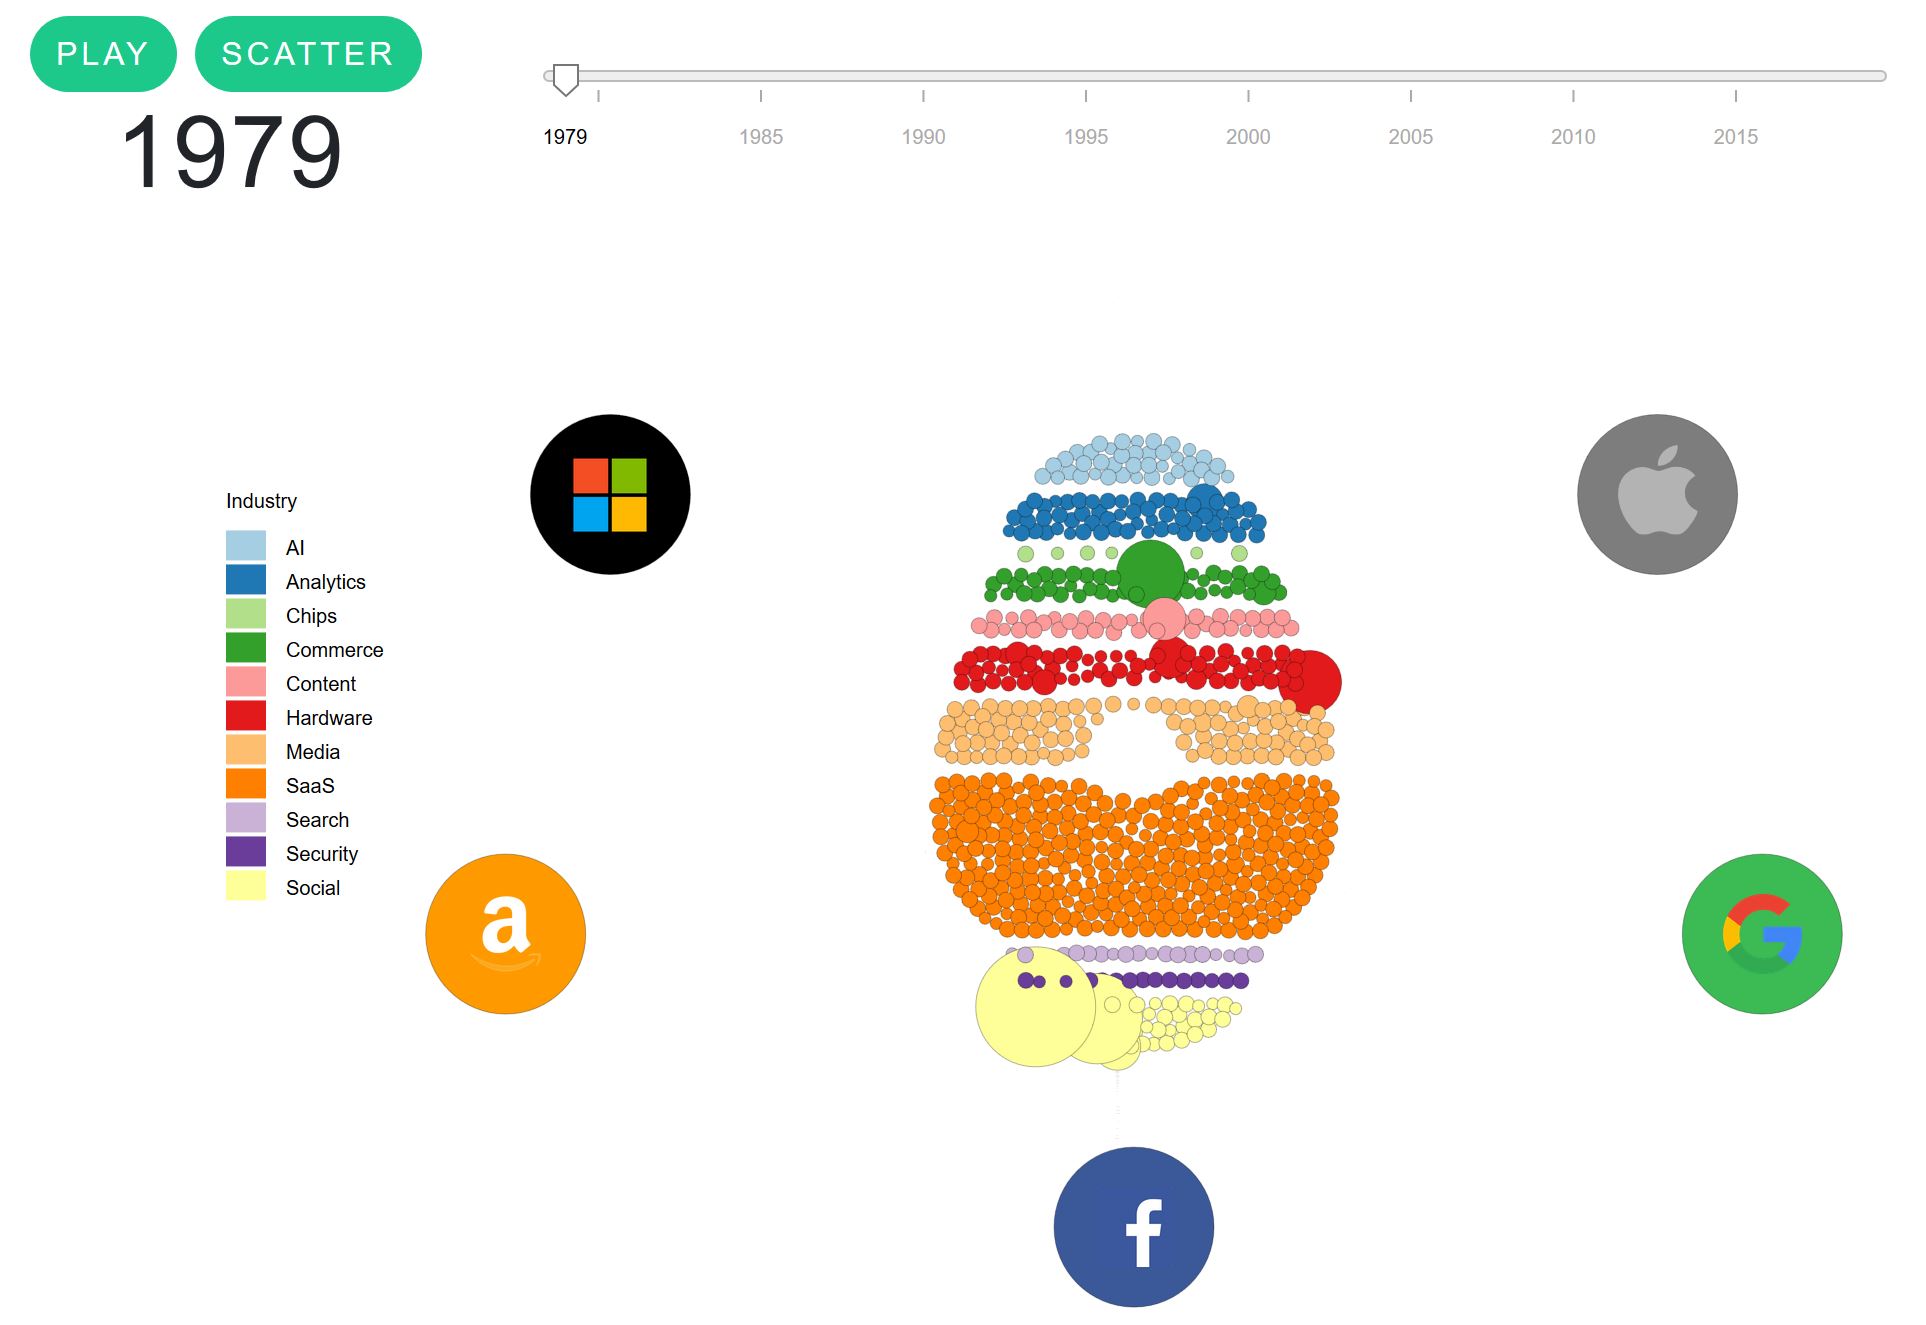 PLAY SCATTER
1979
1979 1985 1990 1995 2000 2005 2010 2015
Industry
AI
Analytics
Chips
Commerce
Content
Hardware
Media
SaaS
Search
Security
Social
a
G
f